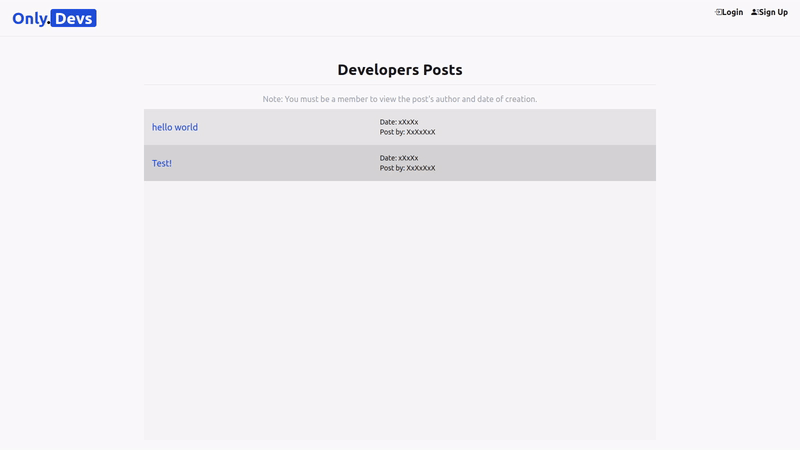 Only.Devs
Login Sign Up
Developers Posts
Note: You must be a member to view the post's author and date of creation.
hello world
Date: xXxXx
Post by: XxXxXxX
Test!
Date: xXxXx
Post by: XxXxXxX